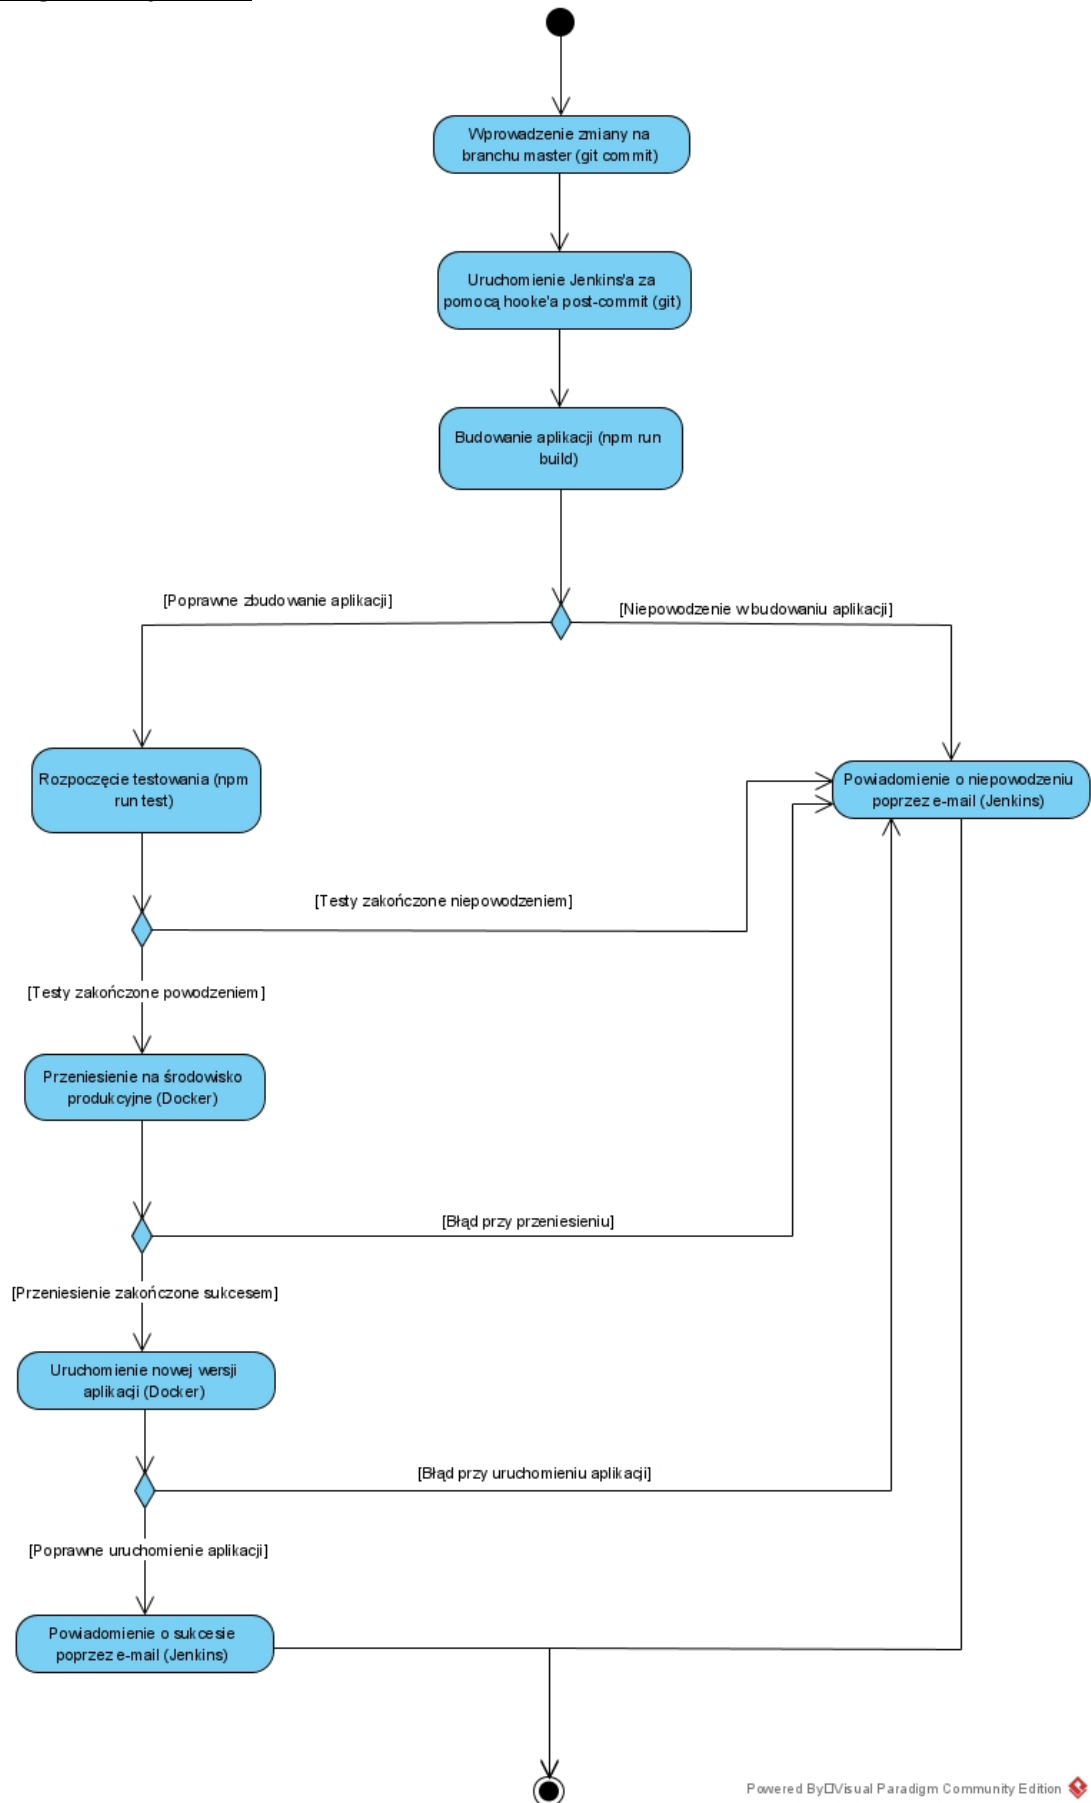 Wprowadzenie zmiany na
branchu master (git commit)
Uruchomienie Jenkins'a za
pomocą hooke'a post-commit (git)
Budowanie aplikacji (npm run
build)
[Poprawne zbudowanie aplikacji]
[Niepowodzenie w budowaniu aplikacji]
Rozpoczęcie testowania (npm
run test)
Powiadomienie o niepowodzeniu
poprzez e-mail (Jenkins)
[Testy zakończone niepowodzeniem]
[Testy zakończone powodzeniem]
Przeniesienie na środowisko
produkcyjne (Docker)
[Błąd przy przeniesieniu]
[Przeniesienie zakończone sukcesem]
Uruchomienie nowej wersji
aplikacji (Docker)
[Błąd przy uruchomieniu aplikacji]
[Poprawne uruchomienie aplikacji]
Powiadomienie o sukcesie
poprzez e-mail (Jenkins)
Powered By Visual Paradigm Community Edition